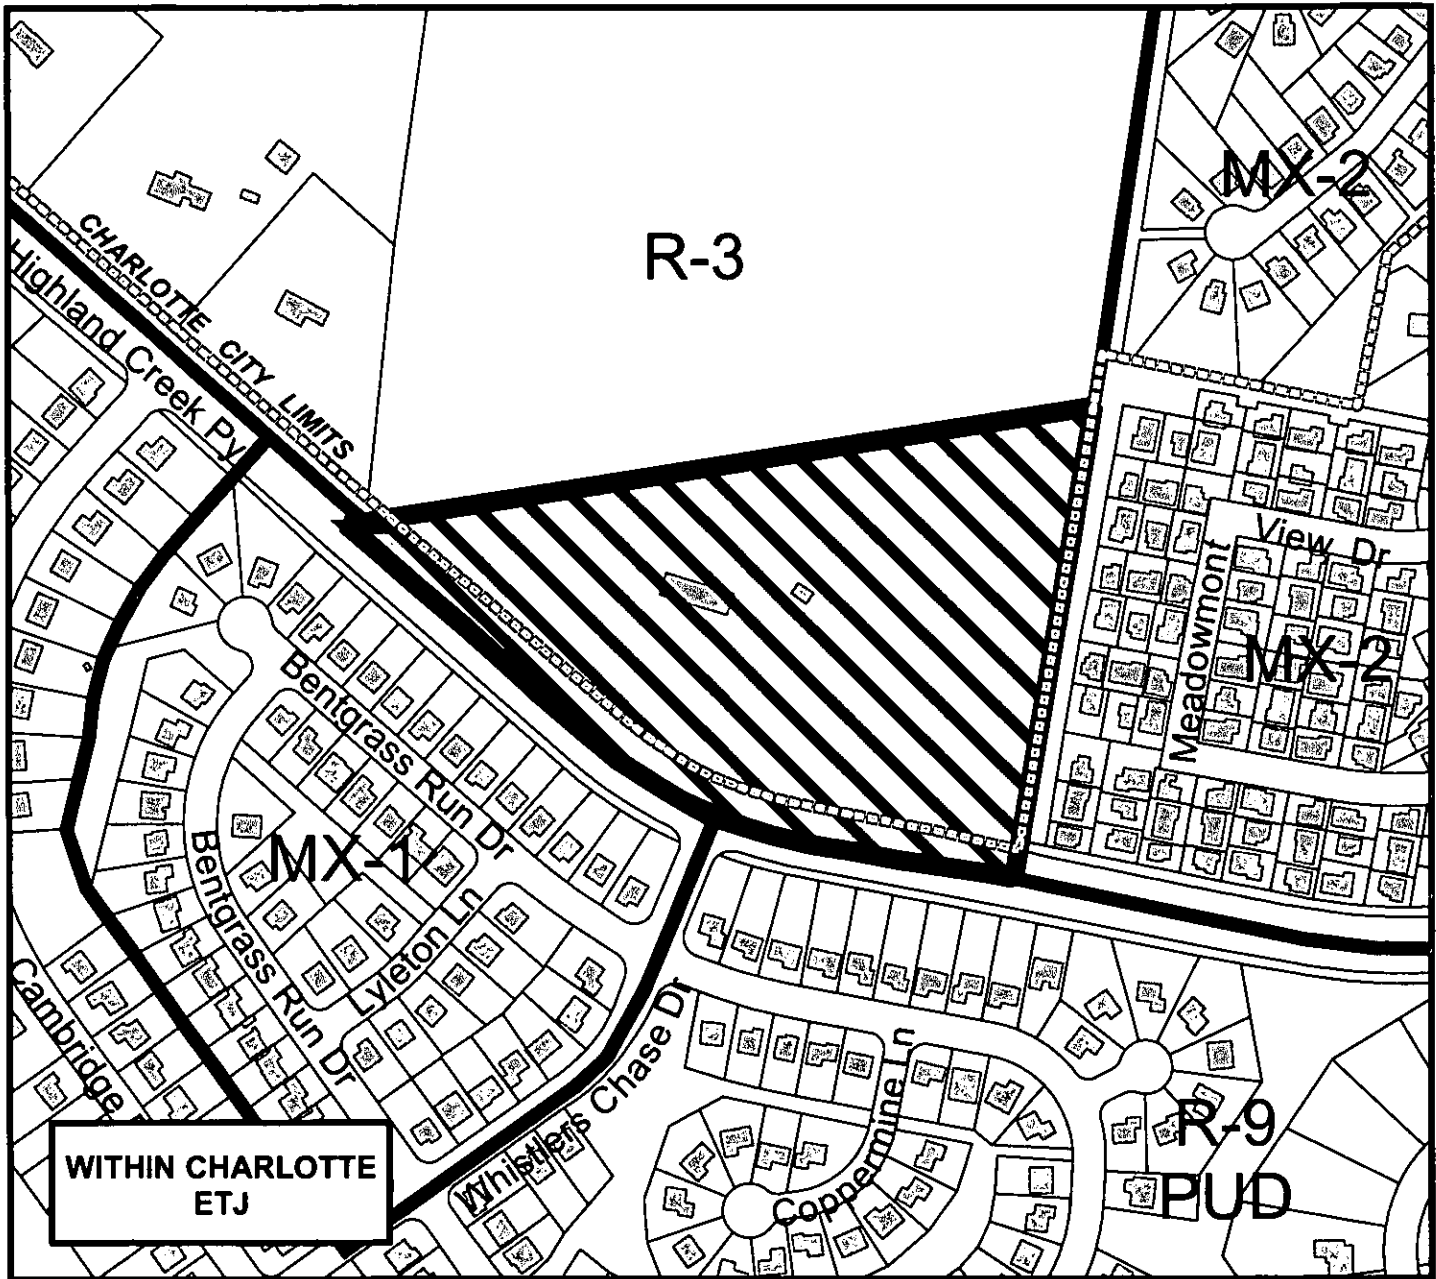 MX-2
R-3
CHARLOTTE CITY LIMITS
Highland Creek Py
View Dr
Meadowmont
MX-2
Bentgrass Run Dr
MX-1
Bentgrass Run Dr
Lyleton Ln
Cambridge
Whistlers Chase Dr
Coppermine Ln
R-9
PUD
WITHIN CHARLOTTE
ETJ